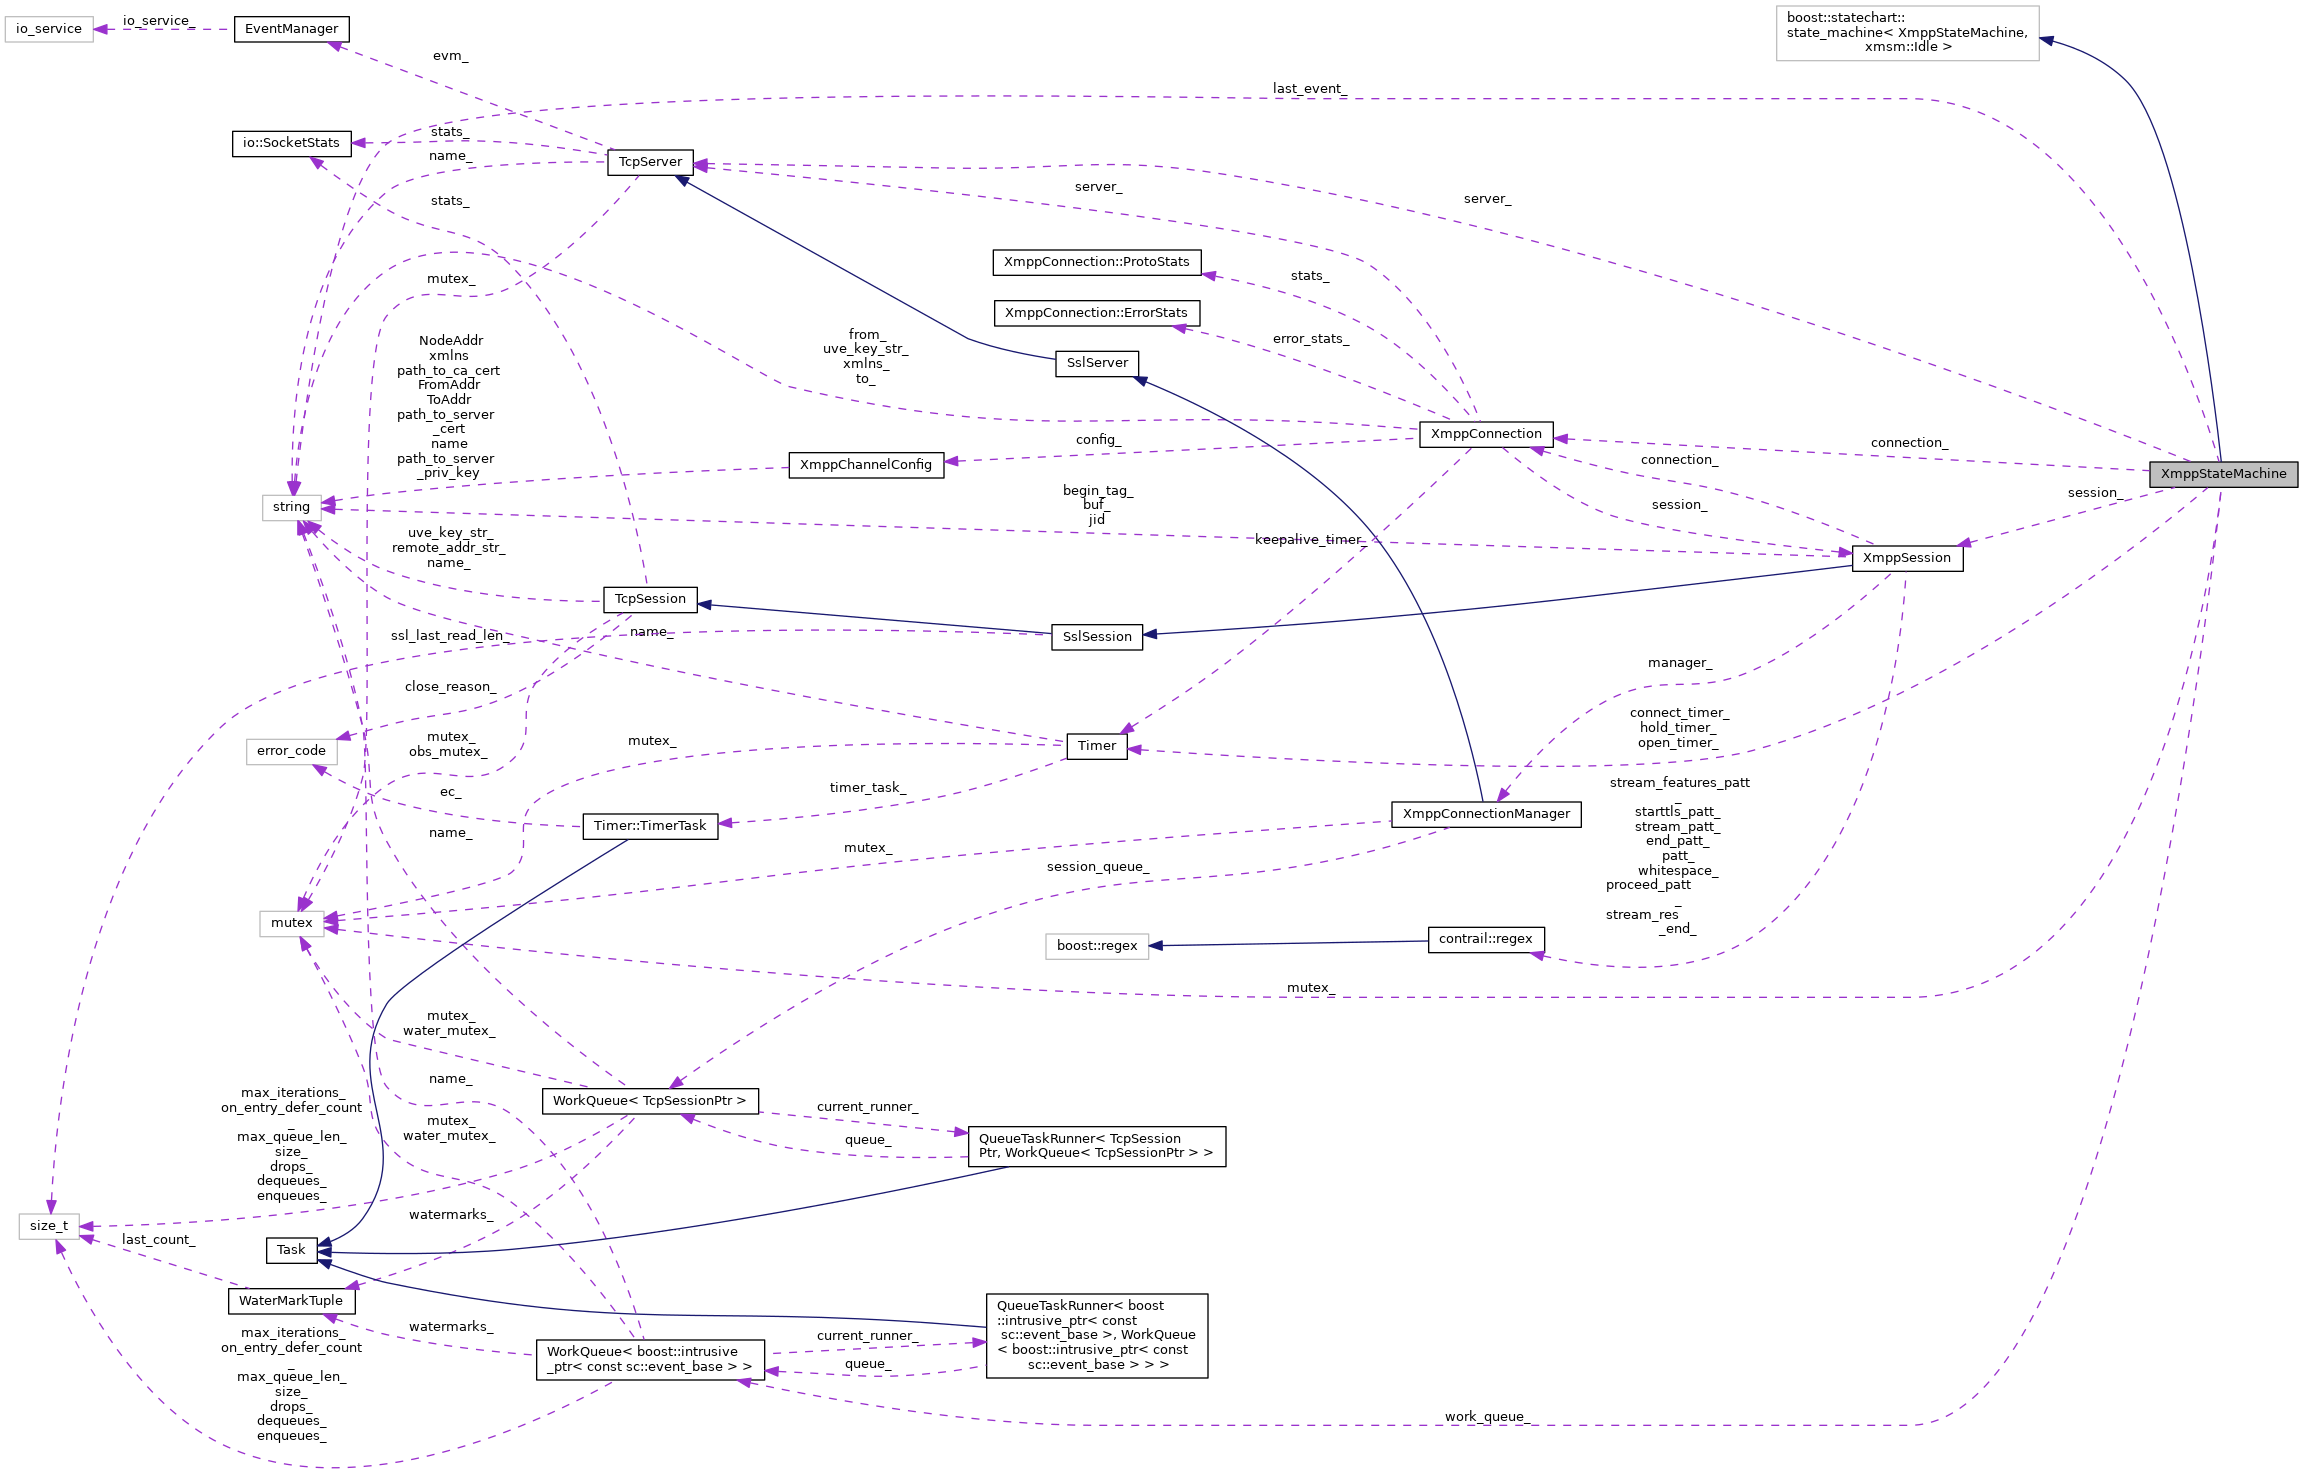 boost::statechart::
state_machine< XmppStateMachine,
xmsm::Idle >
io_service
io_service_
EventManager
evm_
last_event_
io::SocketStats
stats_
name_
TcpServer
server_
server_
stats_
XmppConnection::ProtoStats
stats_
mutex_
XmppConnection::ErrorStats
error_stats_
from_
uve_key_str_
xmlns_
to_
SslServer
NodeAddr
xmlns
path_to_ca_cert
FromAddr
ToAddr
path_to_server
_cert
name
path_to_server
_priv_key
XmppConnection
config_
connection_
connection_
XmppChannelConfig
XmppStateMachine
session_
string
begin_tag_
buf_
jid
session_
keepalive_timer_
uve_key_str_
remote_addr_str_
name_
XmppSession
TcpSession
ssl_last_read_len_
name_
SslSession
manager_
close_reason_
connect_timer_
hold_timer_
open_timer_
error_code
mutex_
obs_mutex_
mutex_
Timer
ec_
timer_task_
stream_features_patt
_
starttls_patt_
stream_patt_
end_patt_
patt_
whitespace_
proceed_patt
_
stream_res
_end_
name_
Timer::TimerTask
XmppConnectionManager
mutex_
session_queue_
mutex
boost::regex
contrail::regex
mutex_
mutex_
water_mutex_
name_
max_iterations_
on_entry_defer_count
_
max_queue_len_
size_
drops_
dequeues_
enqueues_
WorkQueue< TcpSessionPtr >
current_runner_
mutex_
water_mutex_
queue_
QueueTaskRunner< TcpSession
Ptr, WorkQueue< TcpSessionPtr > >
watermarks_
size_t
last_count_
Task
WaterMarkTuple
watermarks_
max_iterations_
on_entry_defer_count
_
max_queue_len_
size_
drops_
dequeues_
enqueues_
WorkQueue< boost::intrusive
_ptr< const sc::event_base > >
current_runner_
queue_
QueueTaskRunner< boost
::intrusive_ptr< const
sc::event_base >, WorkQueue
< boost::intrusive_ptr< const
sc::event_base > > >
work_queue_